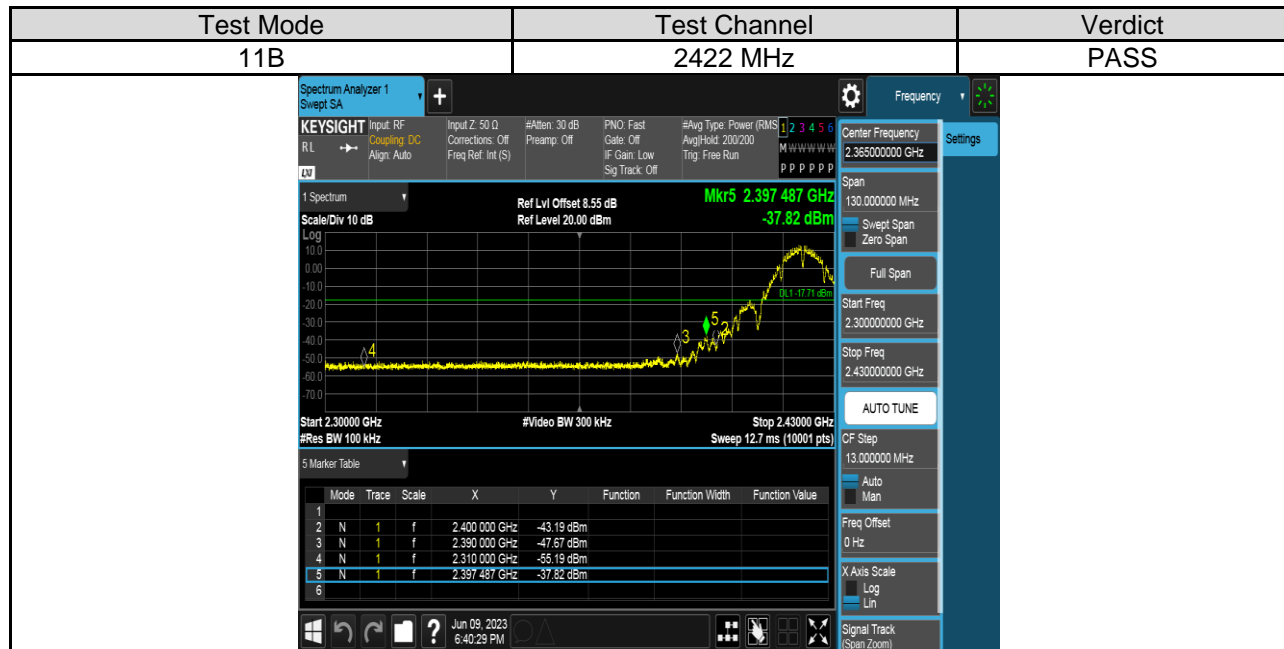 Test Mode Test Channel Verdict
11B 2422 MHz PASS
Spectrum Analyzer 1
Swept SA
+
Frequency
KEYSIGHT
RL
LXI
Input: RF
Coupling: DC
Align: Auto
Input Z: 50 Ω
Corrections: Off
Freq Ref: Int (S)
#Atten: 30 dB
Preamp: Off
PNO: Fast
Gate: Off
IF Gain: Low
Sig Track: Off
#Avg Type: Power (RMS
Avg|Hold: 200/200
Trig: Free Run
1 2 3 4 5 6
M W W W W W
P P P P P P
1 Spectrum
Scale/Div 10 dB
Ref Lvl Offset 8.55 dB
Ref Level 20.00 dBm
Mkr5 2.397 487 GHz
-37.82 dBm
Log
10.0
0.00
-10.0
-20.0
-30.0
-40.0
-50.0
-60.0
-70.0
DL1 -17.71 dBm
4
3
5
2
Start 2.30000 GHz
#Res BW 100 kHz
#Video BW 300 kHz
Stop 2.43000 GHz
Sweep 12.7 ms (10001 pts)
5 Marker Table
Mode Trace Scale X Y Function Function Width Function Value
1
2 N 1 f 2.400 000 GHz -43.19 dBm
3 N 1 f 2.390 000 GHz -47.67 dBm
4 N 1 f 2.310 000 GHz -55.19 dBm
5 N 1 f 2.397 487 GHz -37.82 dBm
6
?
Jun 09, 2023
6:40:29 PM
Center Frequency
2.365000000 GHz
Settings
Span
130.000000 MHz
Swept Span
Zero Span
Full Span
Start Freq
2.300000000 GHz
Stop Freq
2.430000000 GHz
AUTO TUNE
CF Step
13.000000 MHz
Auto
Man
Freq Offset
0 Hz
X Axis Scale
Log
Lin
Signal Track
(Span Zoom)